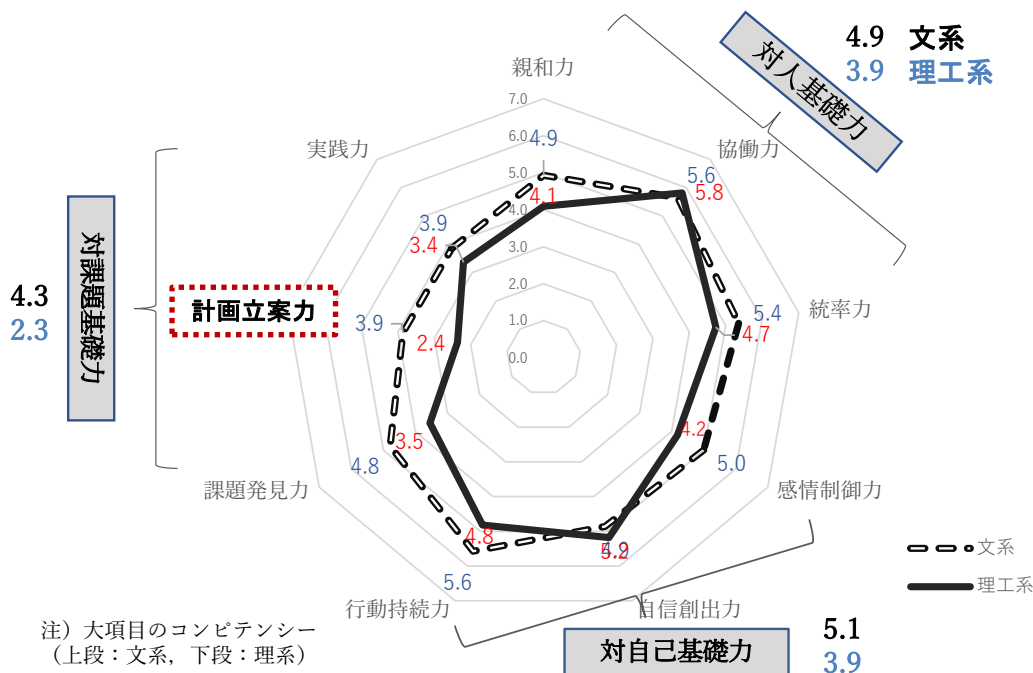 4.9 文系
3.9 理工系
対人基礎力
親和力
7.0
6.0
5.0
4.0
3.0
2.0
1.0
0.0
4.9
4.1
協働力
5.6
5.8
統率力
5.4
4.7
感情制御力
5.0
4.2
自信創出力
5.2
行動持続力
5.6
4.8
課題発見力
4.8
3.5
計画立案力
3.9
2.4
実践力
3.9
3.4
対課題基礎力
4.3
2.3
対自己基礎力
5.1
3.9
文系
理工系
注）大項目のコンピテンシー
（上段：文系，下段：理系）